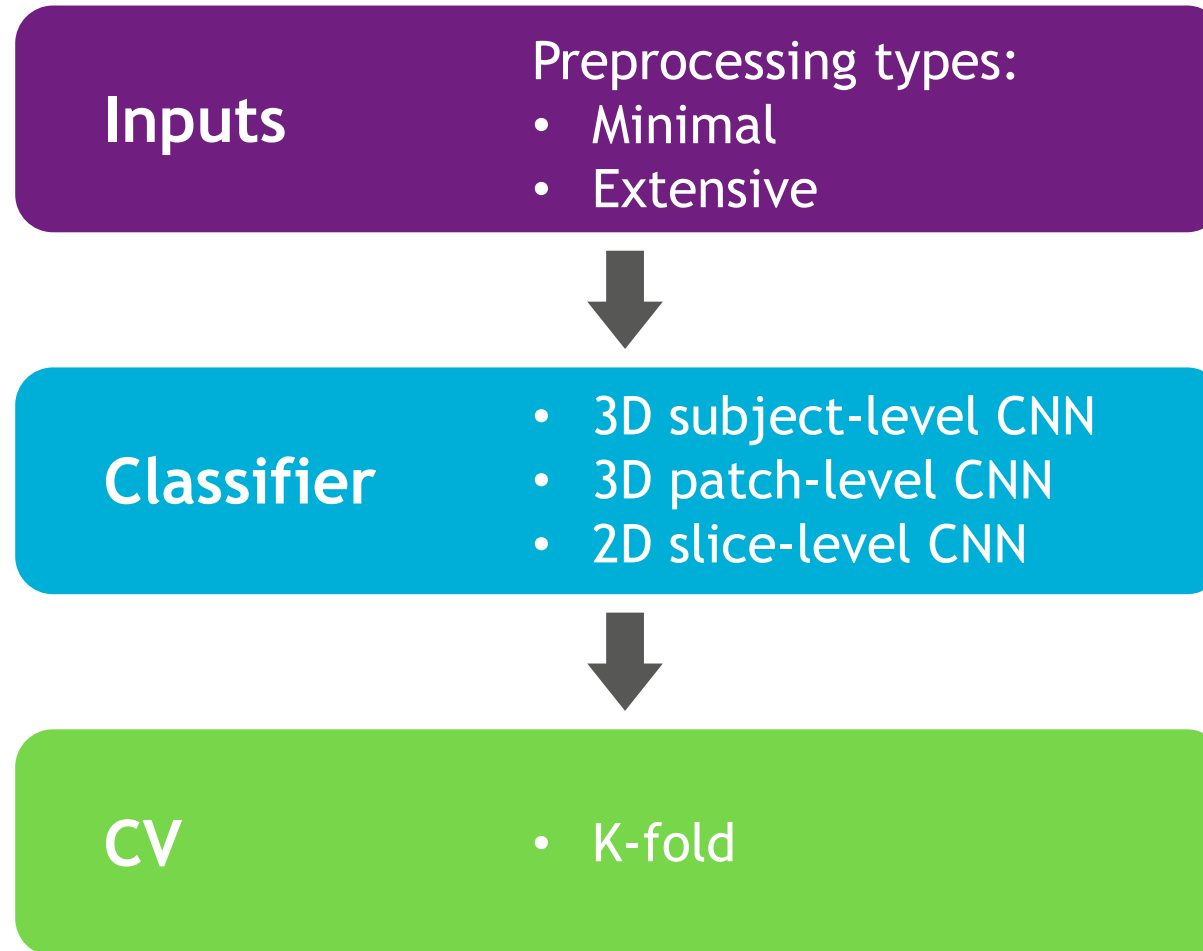 Inputs
Preprocessing types:
• Minimal
• Extensive
Classifier
• 3D subject-level CNN
• 3D patch-level CNN
• 2D slice-level CNN
CV
• K-fold